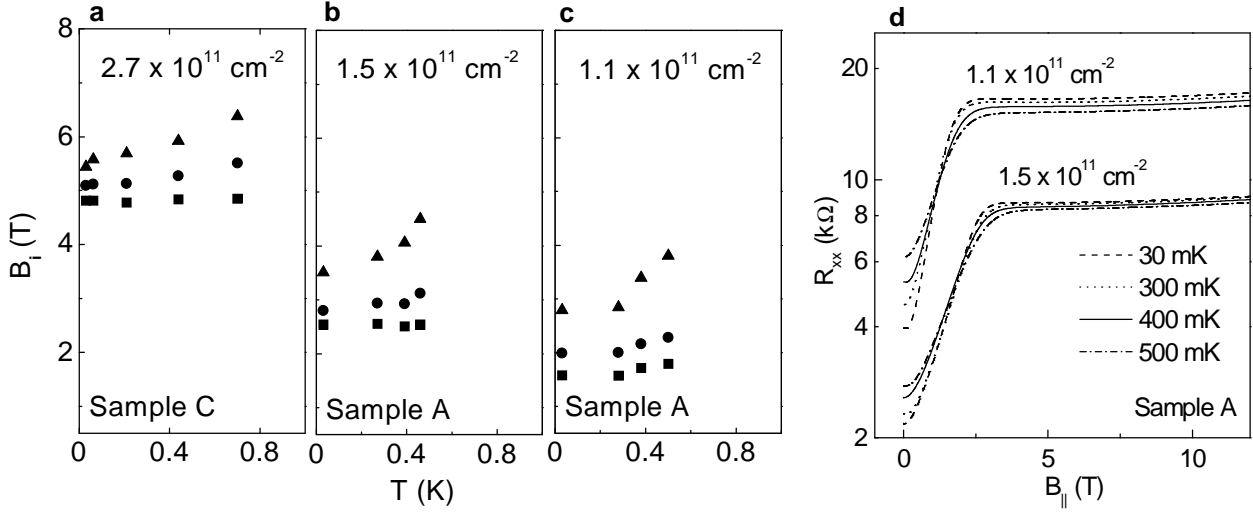 a
b
c
d
8
6
4
2
B_i (T)
2.7 x 10^11 cm^-2
Sample C
0
0.4
0.8
1.5 x 10^11 cm^-2
Sample A
0
0.4
0.8
1.1 x 10^11 cm^-2
Sample A
0
0.4
0.8
T (K)
20
10
8
6
4
2
R_xx (kΩ)
1.1 x 10^11 cm^-2
1.5 x 10^11 cm^-2
30 mK
300 mK
400 mK
500 mK
Sample A
0
5
10
B_|| (T)